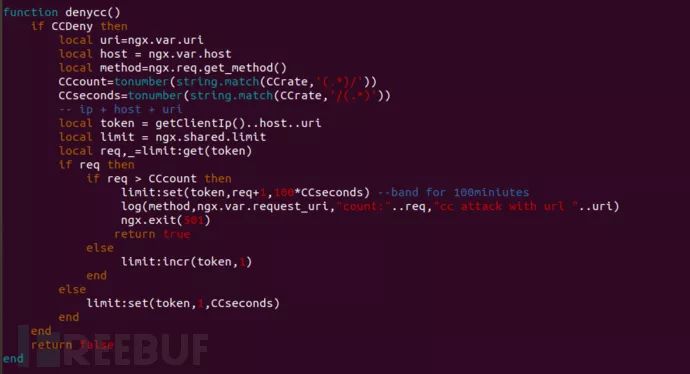 function denycc()
    if CCDeny then
        local uri=ngx.var.uri
        local host = ngx.var.host
        local method=ngx.req.get_method()
        CCcount=tonumber(string.match(CCrate,'(.*)/'))
        CCseconds=tonumber(string.match(CCrate,'/(.*)'))
        -- ip + host + uri
        local token = getClientIp()..host..uri
        local limit = ngx.shared.limit
        local req,_=limit:get(token)
        if req then
            if req > CCcount then
                limit:set(token,req+1,100*CCseconds) --band for 100miniutes
                log(method,ngx.var.request_uri,"count:"..req,"cc attack with url "..uri)
                ngx.exit(501)
                return true
            else
                limit:incr(token,1)
            end
        else
            limit:set(token,1,CCseconds)
        end
    end
    return false
end
REEBUF